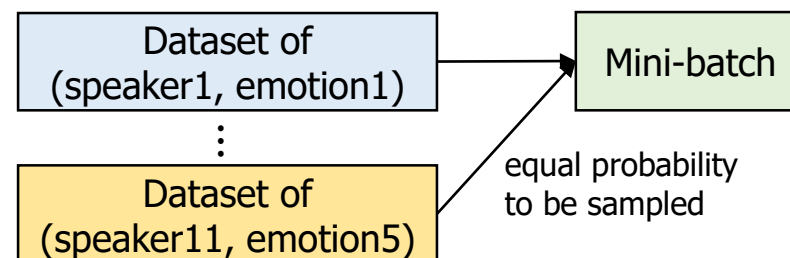 Dataset of
(speaker1, emotion1)
Mini-batch
⋮
equal probability
to be sampled
Dataset of
(speaker11, emotion5)